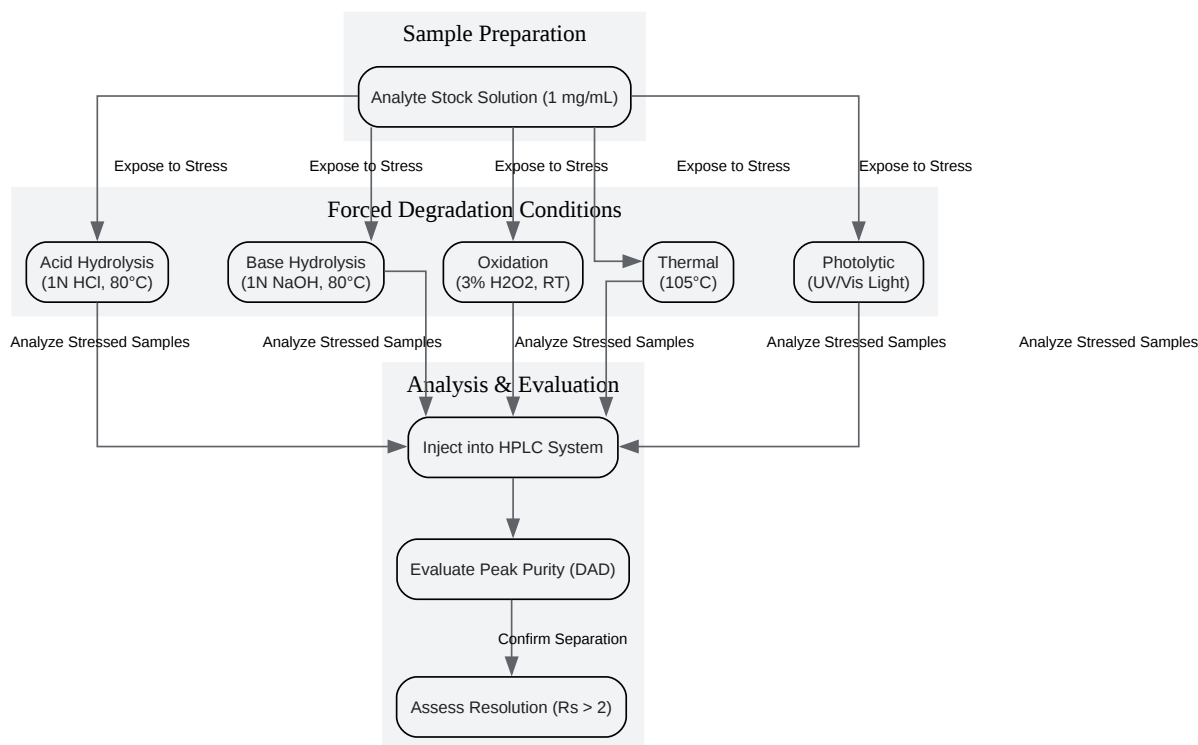 Sample Preparation
Analyte Stock Solution (1 mg/mL)
Expose to Stress
Expose to Stress
Expose to Stress
Expose to Stress
Expose to Stress
Forced Degradation Conditions
Acid Hydrolysis
(1N HCl, 80°C)
Base Hydrolysis
(1N NaOH, 80°C)
Oxidation
(3% H2O2, RT)
Thermal
(105°C)
Photolytic
(UV/Vis Light)
Analyze Stressed Samples
Analyze Stressed Samples
Analyze Stressed Samples
Analyze Stressed Samples
Analyze Stressed Samples
Analysis & Evaluation
Inject into HPLC System
Evaluate Peak Purity (DAD)
Confirm Separation
Assess Resolution (Rs > 2)